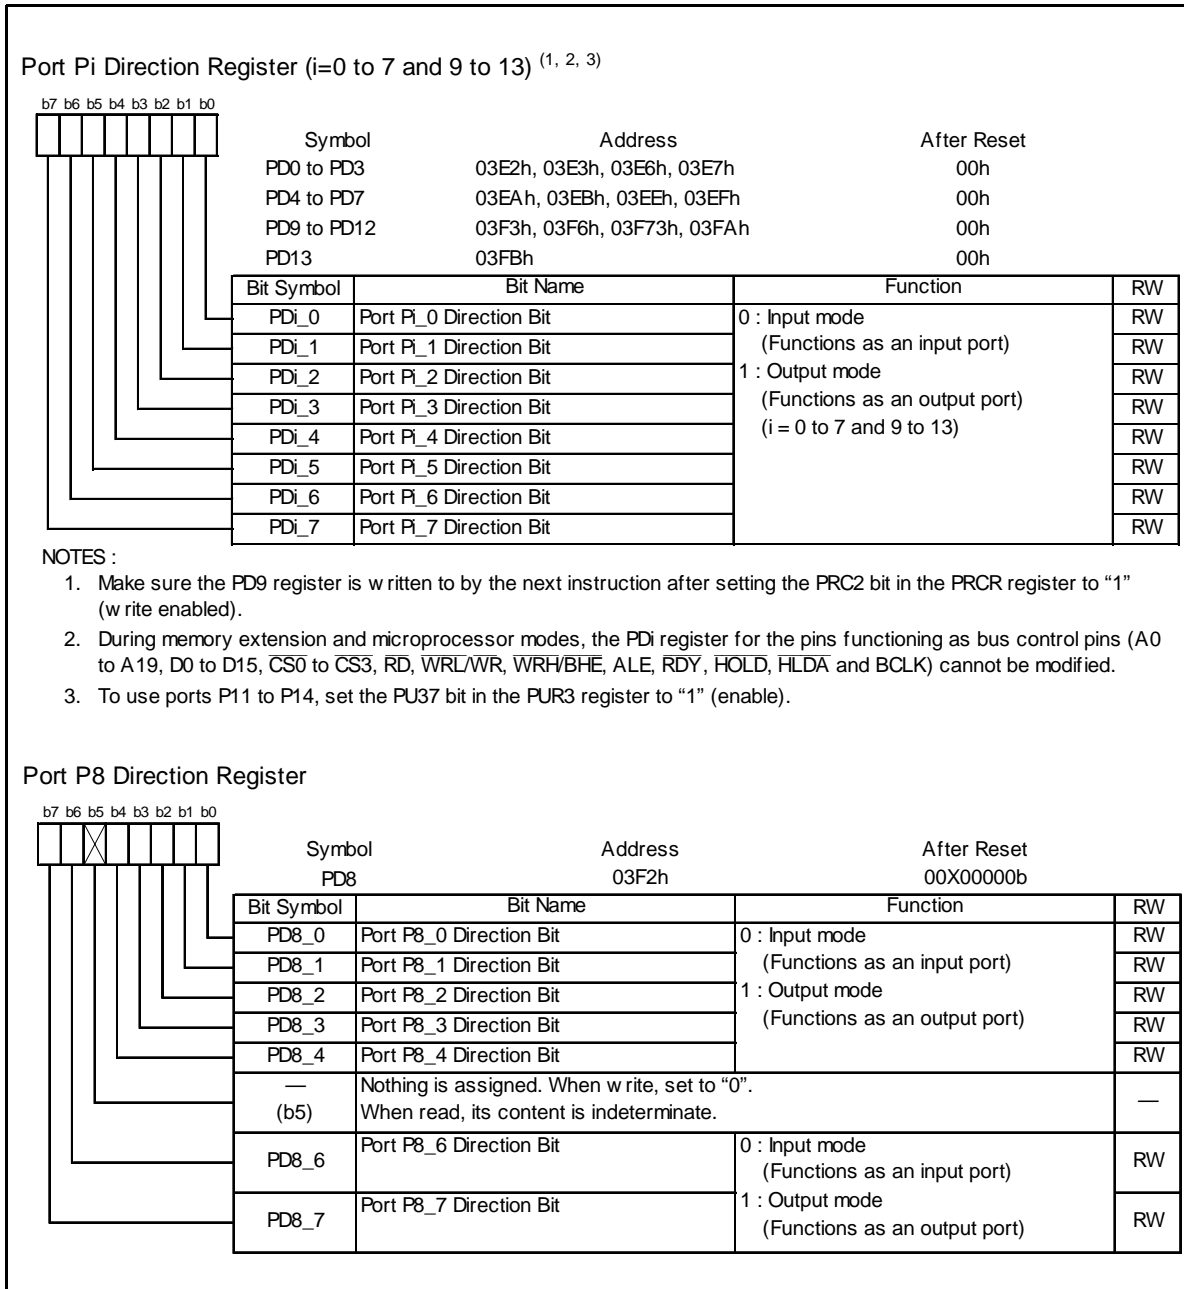 Port Pi Direction Register (i=0 to 7 and 9 to 13) (1, 2, 3)
b7 b6 b5 b4 b3 b2 b1 b0
Symbol Address After Reset
PD0 to PD3 03E2h, 03E3h, 03E6h, 03E7h 00h
PD4 to PD7 03EAh, 03EBh, 03EEh, 03EFh 00h
PD9 to PD12 03F3h, 03F6h, 03F73h, 03FAh 00h
PD13 03FBh 00h
Bit Symbol Bit Name Function RW
PDi_0 Port Pi_0 Direction Bit 0 : Input mode RW
PDi_1 Port Pi_1 Direction Bit (Functions as an input port) RW
PDi_2 Port Pi_2 Direction Bit 1 : Output mode RW
PDi_3 Port Pi_3 Direction Bit (Functions as an output port) RW
PDi_4 Port Pi_4 Direction Bit (i = 0 to 7 and 9 to 13) RW
PDi_5 Port Pi_5 Direction Bit RW
PDi_6 Port Pi_6 Direction Bit RW
PDi_7 Port Pi_7 Direction Bit RW
NOTES :
1. Make sure the PD9 register is written to by the next instruction after setting the PRC2 bit in the PRCR register to “1”
(write enabled).
2. During memory extension and microprocessor modes, the PDi register for the pins functioning as bus control pins (A0
to A19, D0 to D15, CS0 to CS3, RD, WRL/WR, WRH/BHE, ALE, RDY, HOLD, HLDA and BCLK) cannot be modified.
3. To use ports P11 to P14, set the PU37 bit in the PUR3 register to “1” (enable).
Port P8 Direction Register
b7 b6 b5 b4 b3 b2 b1 b0
Symbol Address After Reset
PD8 03F2h 00X00000b
Bit Symbol Bit Name Function RW
PD8_0 Port P8_0 Direction Bit 0 : Input mode RW
PD8_1 Port P8_1 Direction Bit (Functions as an input port) RW
PD8_2 Port P8_2 Direction Bit 1 : Output mode RW
PD8_3 Port P8_3 Direction Bit (Functions as an output port) RW
PD8_4 Port P8_4 Direction Bit RW
— Nothing is assigned. When write, set to “0”. —
(b5) When read, its content is indeterminate.
PD8_6 Port P8_6 Direction Bit 0 : Input mode RW
(Functions as an input port)
PD8_7 Port P8_7 Direction Bit 1 : Output mode RW
(Functions as an output port)